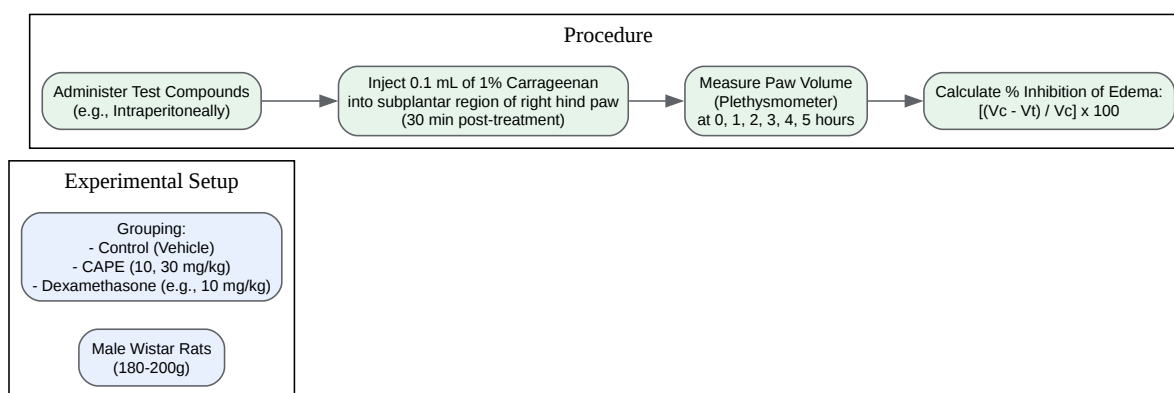 Procedure
Administer Test Compounds
(e.g., Intraperitoneally)
Inject 0.1 mL of 1% Carrageenan
into subplantar region of right hind paw
(30 min post-treatment)
Measure Paw Volume
(Plethysmometer)
at 0, 1, 2, 3, 4, 5 hours
Calculate % Inhibition of Edema:
[(Vc - Vt) / Vc] x 100
Experimental Setup
Grouping:
- Control (Vehicle)
- CAPE (10, 30 mg/kg)
- Dexamethasone (e.g., 10 mg/kg)
Male Wistar Rats
(180-200g)